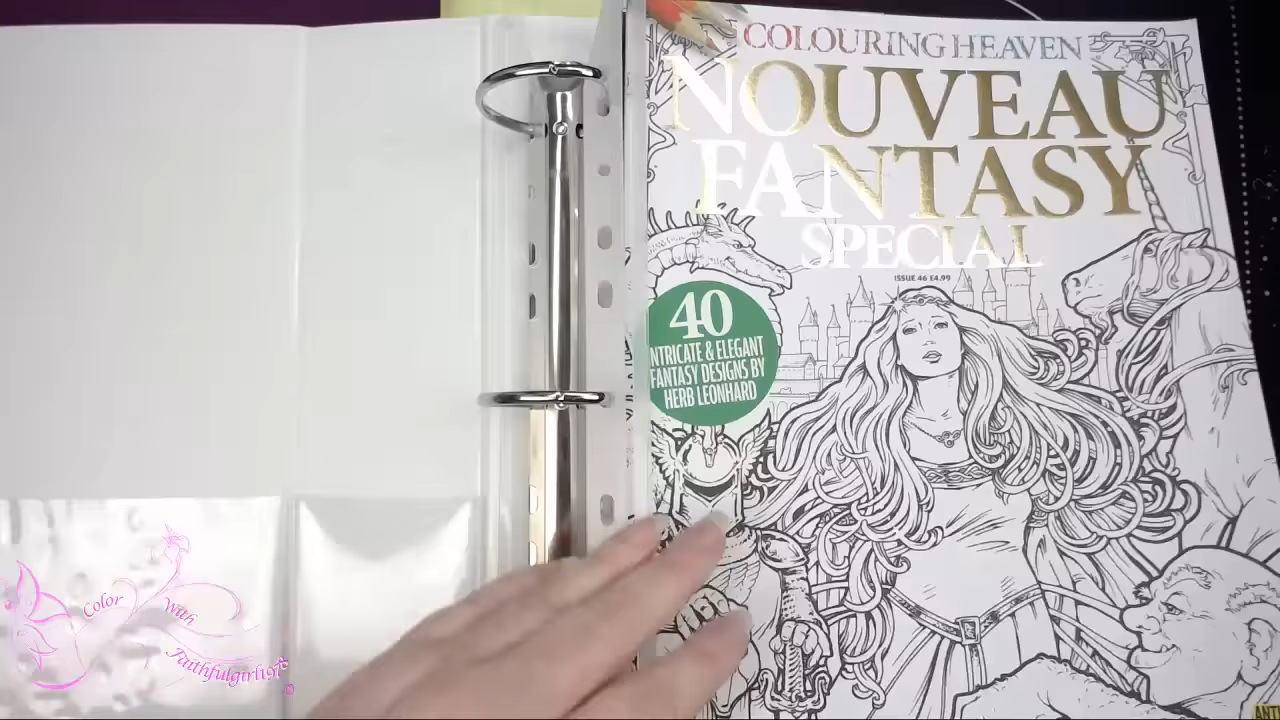 COLOURING HEAVEN
NOUVEAU
FANTASY
SPECIAL
ISSUE 46 £4.99
40
INTRICATE & ELEGANT
FANTASY DESIGNS BY
HERB LEONHARD
Color With
Faithfulgirl197
©